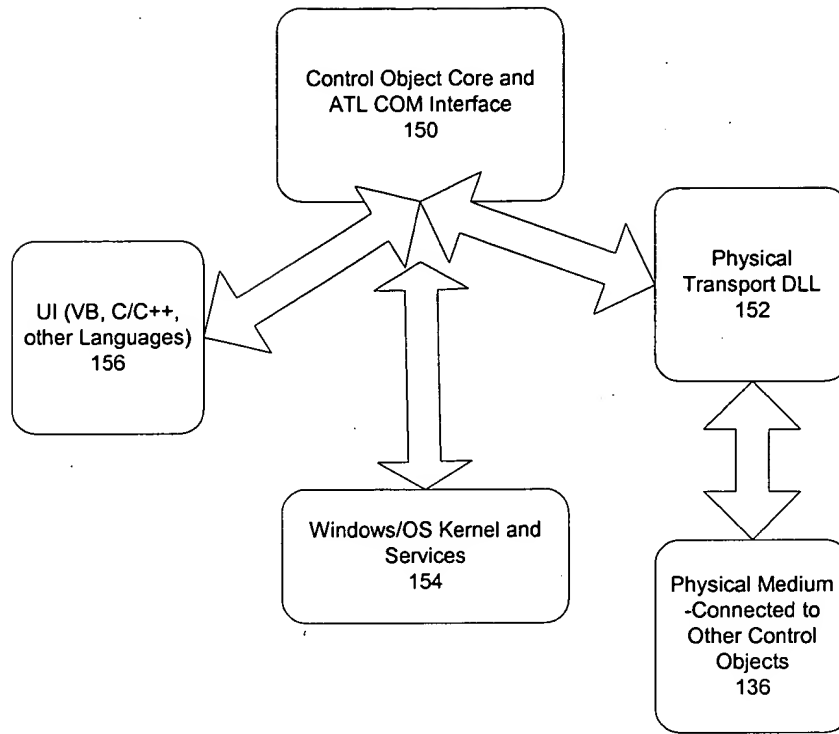 Control Object Core and
ATL COM Interface
150
Physical
Transport DLL
152
UI (VB, C/C++,
other Languages)
156
Windows/OS Kernel and
Services
154
Physical Medium
-Connected to
Other Control
Objects
136